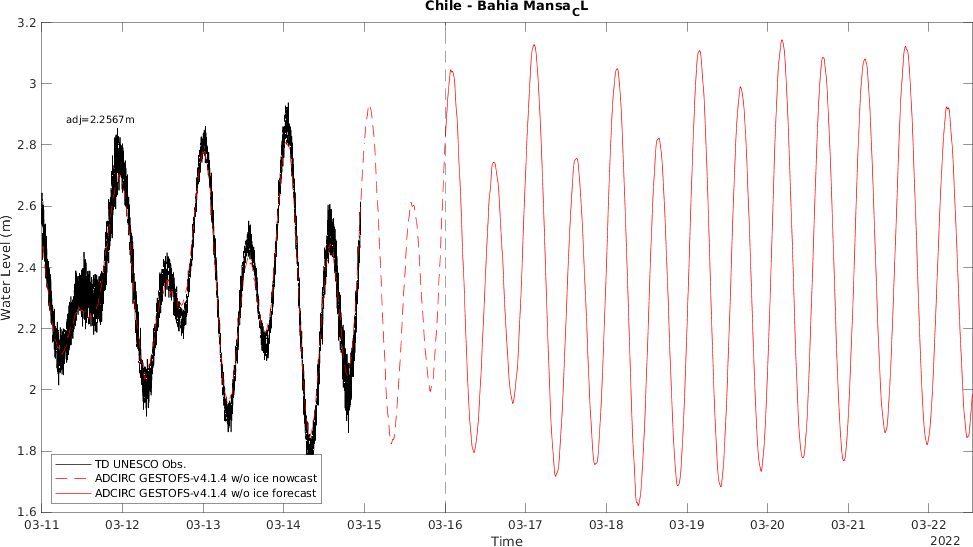 Chile - Bahia Mansa_CL
3.2
3
2.8
2.6
2.4
2.2
2
1.8
1.6
Water Level (m)
adj=2.2567m
TD UNESCO Obs.
ADCIRC GESTOFS-v4.1.4 w/o ice nowcast
ADCIRC GESTOFS-v4.1.4 w/o ice forecast
03-11 03-12 03-13 03-14 03-15 03-16 03-17 03-18 03-19 03-20 03-21 03-22
Time
2022